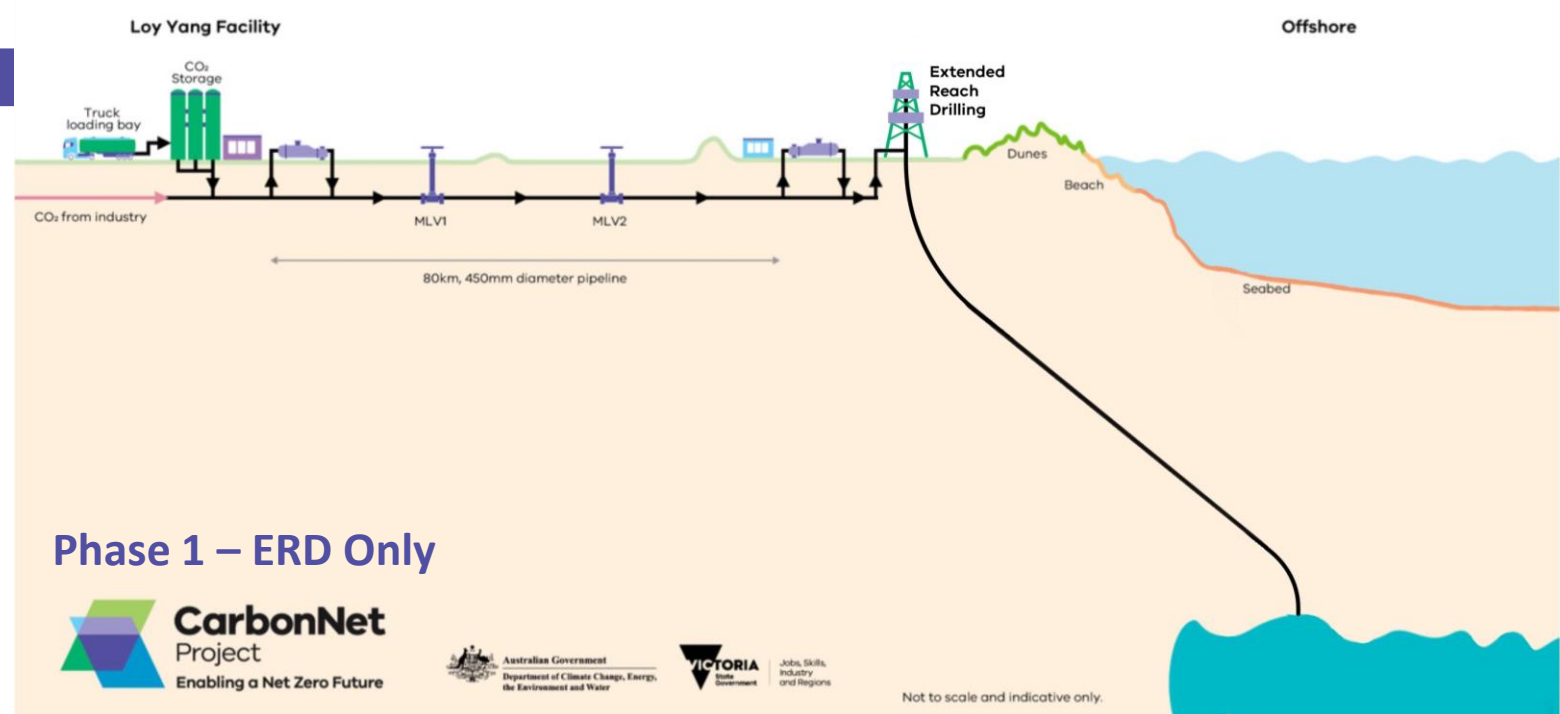 Loy Yang Facility
Offshore
CO₂
Storage
Truck
loading bay
Extended
Reach
Drilling
Dunes
Beach
CO₂ from industry
MLV1
MLV2
80km, 450mm diameter pipeline
Seabed
Phase 1 – ERD Only
CarbonNet
Project
Enabling a Net Zero Future
Australian Government
Department of Climate Change, Energy,
the Environment and Water
VICTORIA
State
Government
Jobs, Skills,
Industry
and Regions
Not to scale and indicative only.